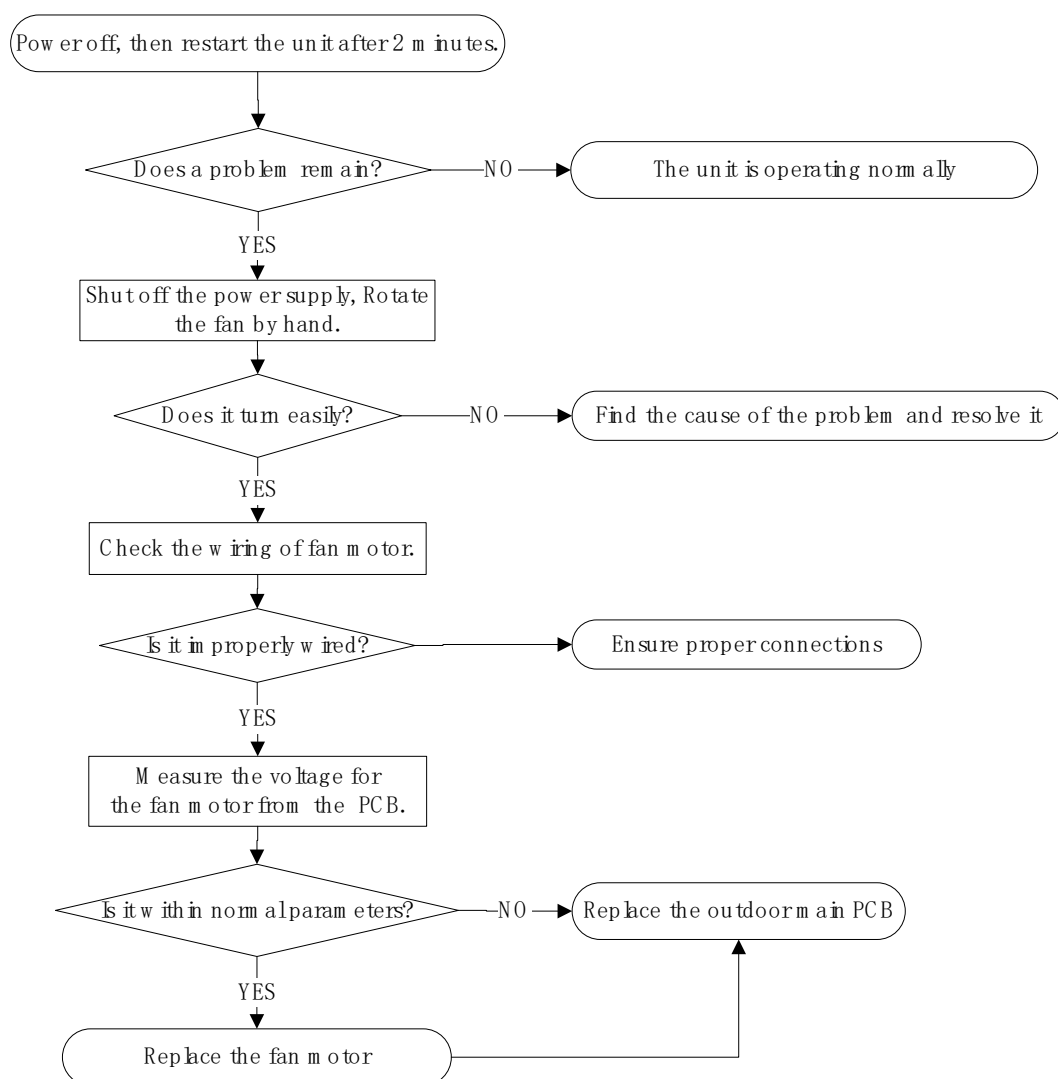 Power off, then restart the unit after 2 minutes.
Does a problem remain?
NO
The unit is operating normally
YES
Shut off the power supply, Rotate
the fan by hand.
Does it turn easily?
NO
Find the cause of the problem and resolve it
YES
Check the wiring of fan motor.
Is it improperly wired?
Ensure proper connections
YES
Measure the voltage for
the fan motor from the PCB.
Is it within normal parameters?
NO
Replace the outdoor main PCB
YES
Replace the fan motor